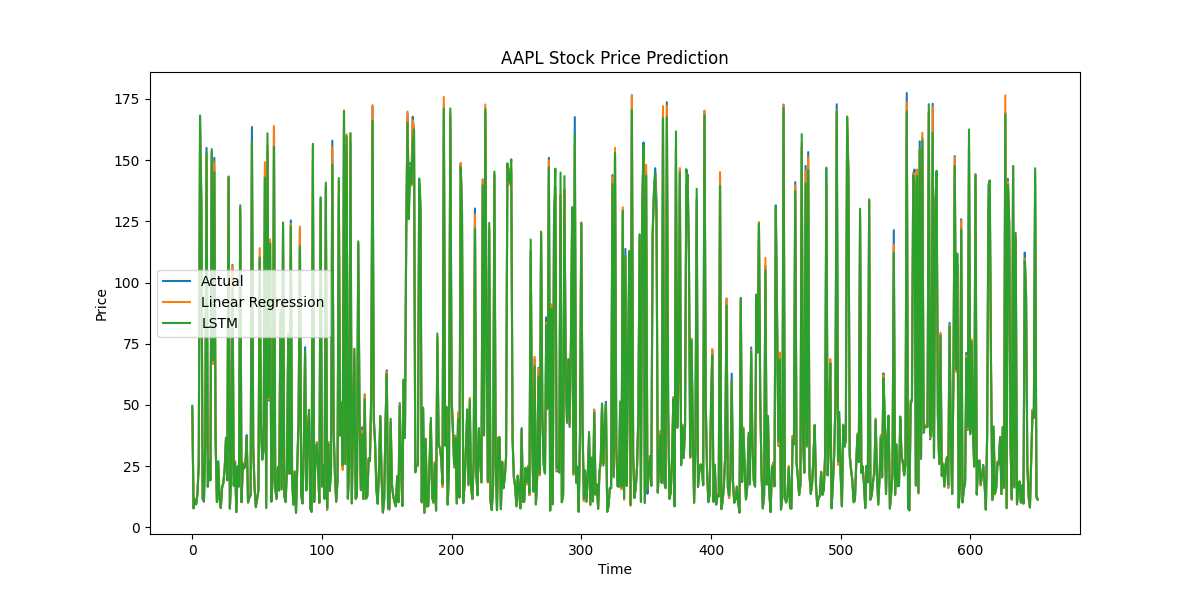 AAPL Stock Price Prediction
Price
175
150
125
100
75
50
25
0
Actual
Linear Regression
LSTM
0 100 200 300 400 500 600
Time